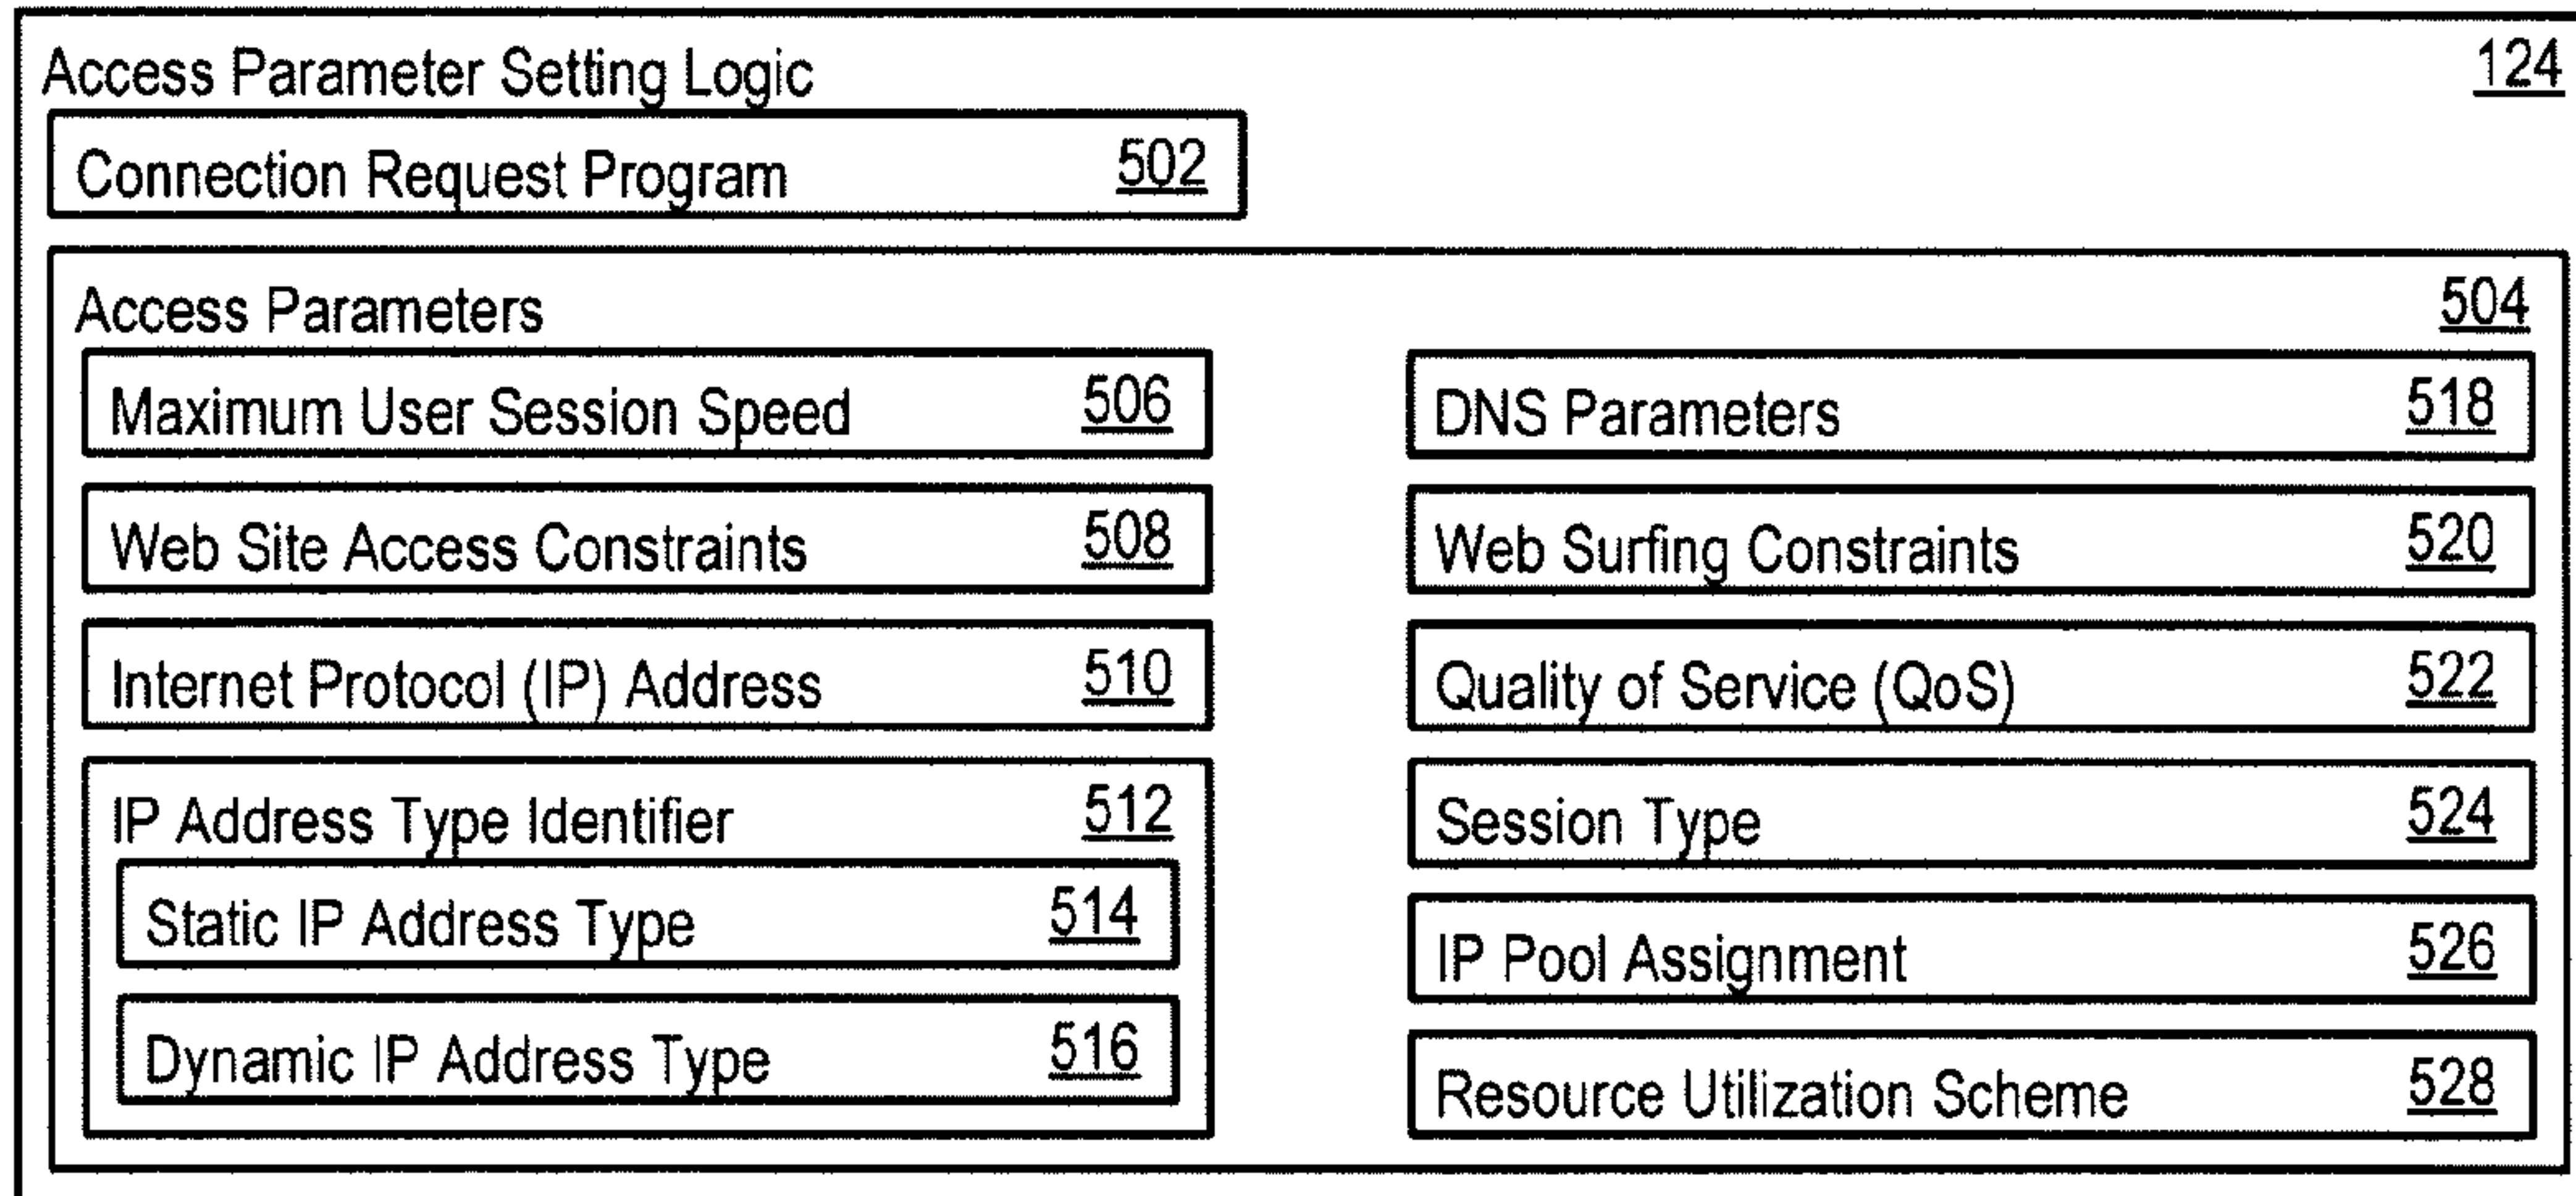 Access Parameter Setting Logic 124
Connection Request Program 502
Access Parameters 504
Maximum User Session Speed 506
Web Site Access Constraints 508
Internet Protocol (IP) Address 510
IP Address Type Identifier 512
Static IP Address Type 514
Dynamic IP Address Type 516
DNS Parameters 518
Web Surfing Constraints 520
Quality of Service (QoS) 522
Session Type 524
IP Pool Assignment 526
Resource Utilization Scheme 528